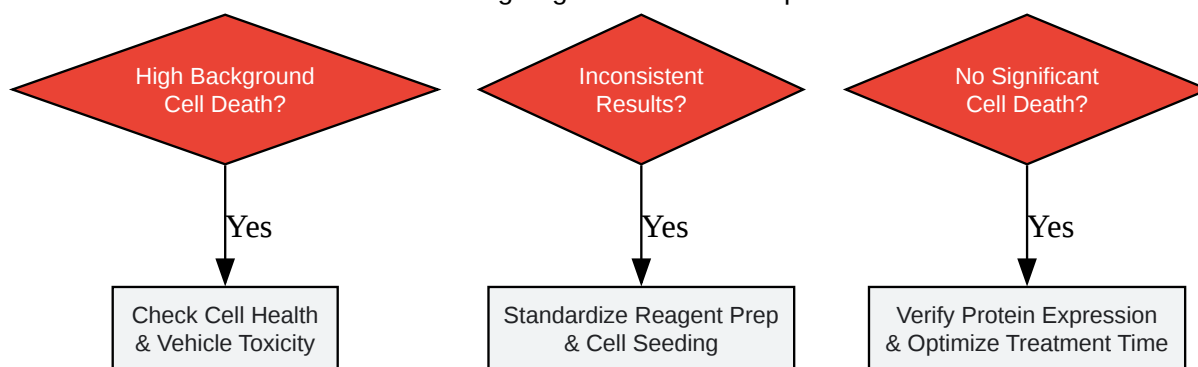 High Background
Cell Death?
Inconsistent
Results?
No Significant
Cell Death?
Yes
Yes
Yes
Check Cell Health
& Vehicle Toxicity
Standardize Reagent Prep
& Cell Seeding
Verify Protein Expression
& Optimize Treatment Time